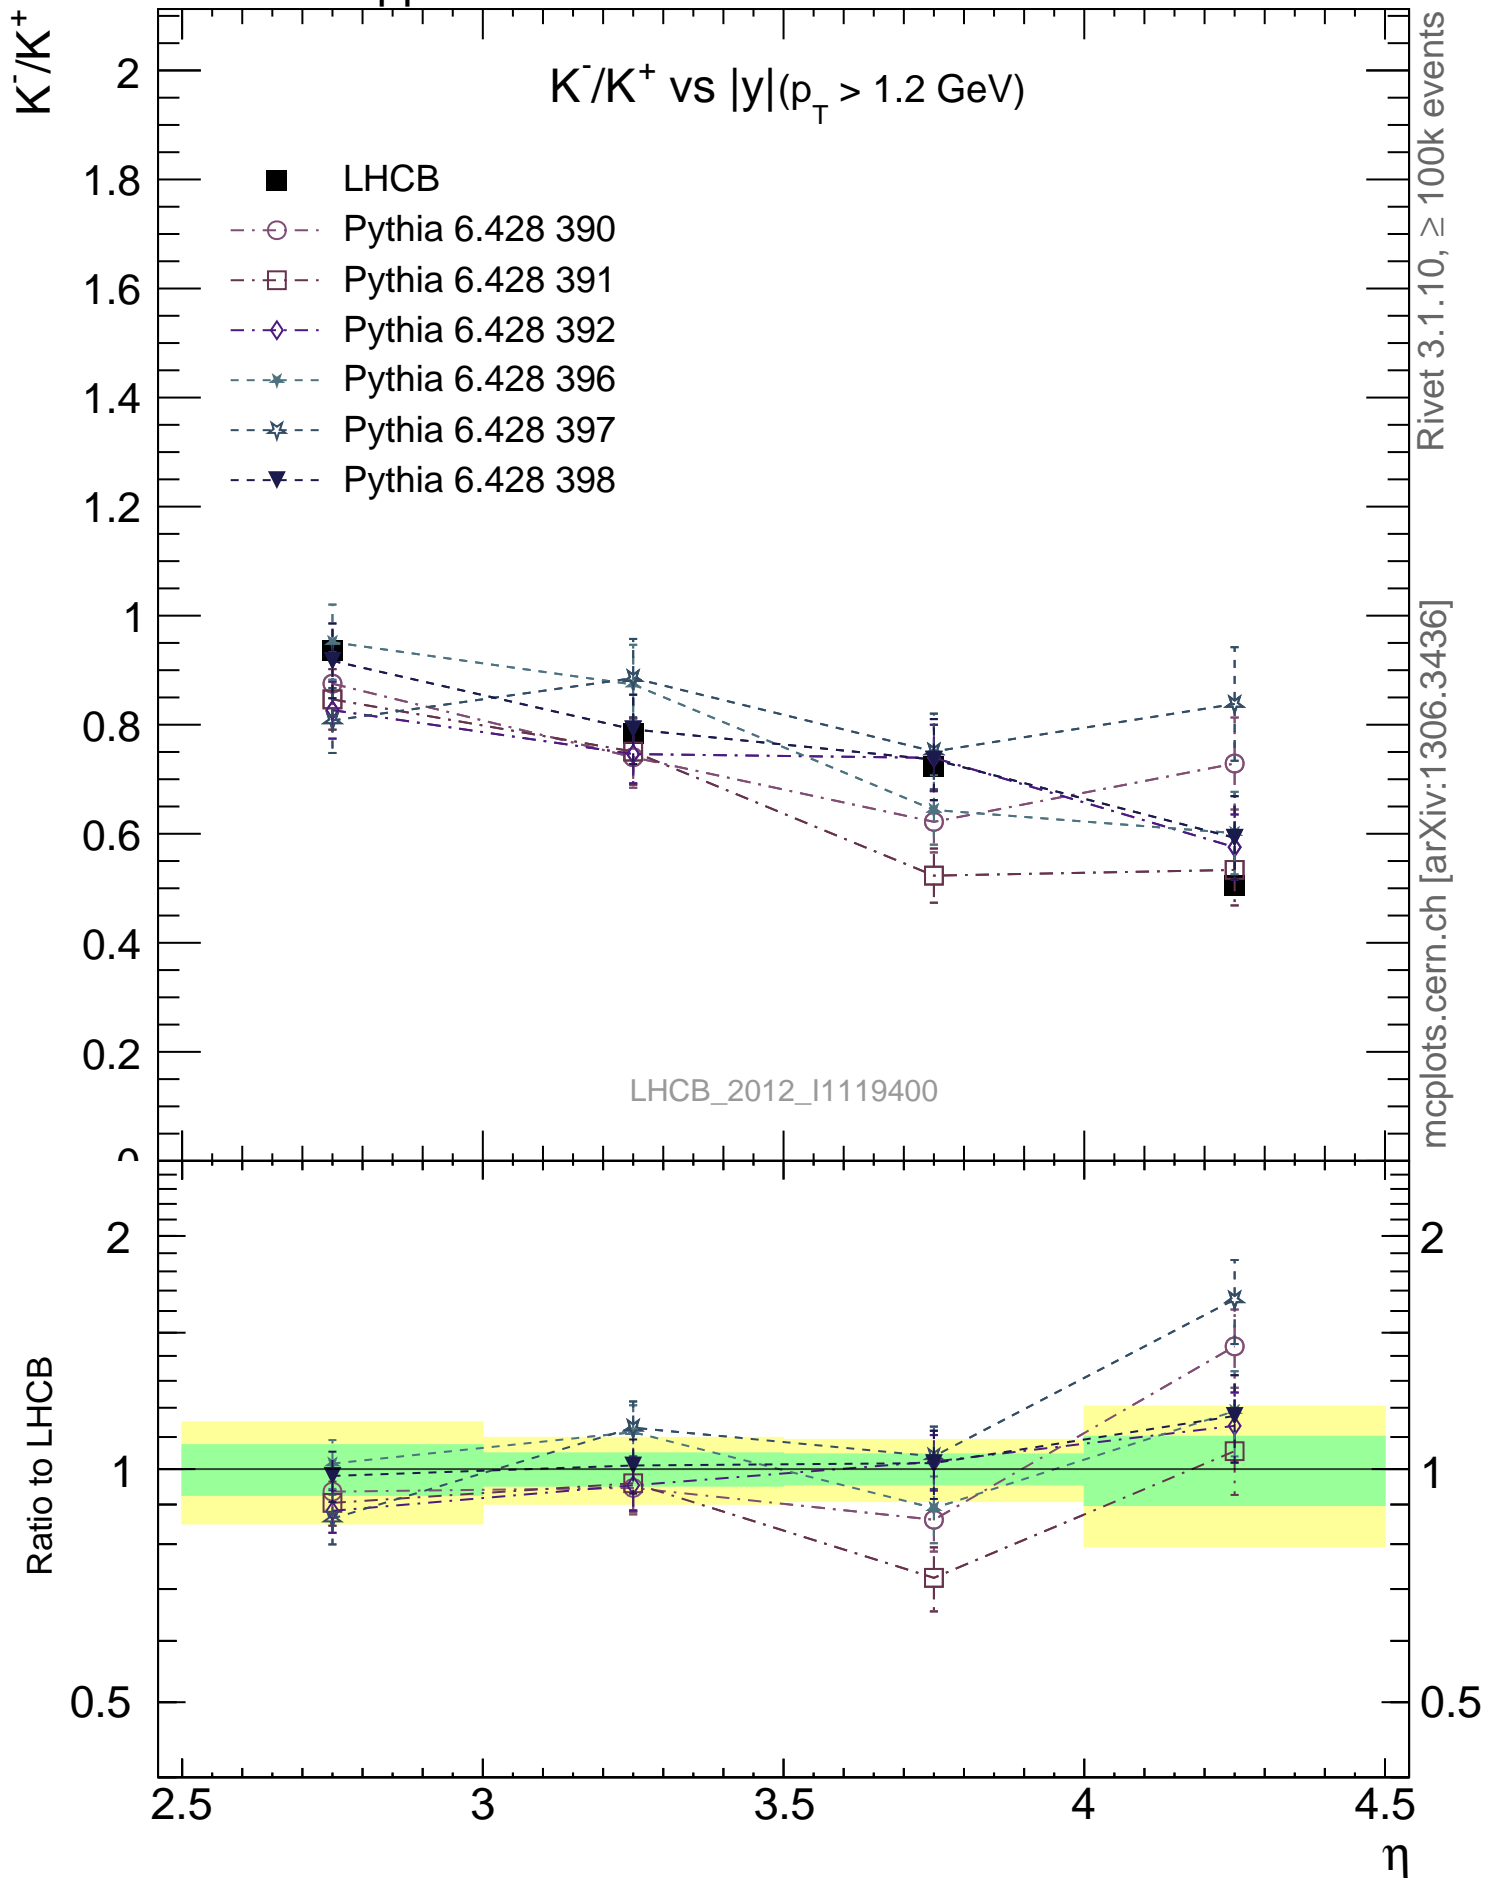 K⁻/K⁺
K⁻/K⁺ vs |y|(p_T > 1.2 GeV)
LHCB
Pythia 6.428 390
Pythia 6.428 391
Pythia 6.428 392
Pythia 6.428 396
Pythia 6.428 397
Pythia 6.428 398
2
1.8
1.6
1.4
1.2
1
0.8
0.6
0.4
0.2
0
LHCB_2012_I1119400
Rivet 3.1.10, ≥ 100k events
mcplots.cern.ch [arXiv:1306.3436]
Ratio to LHCB
2
1
0.5
2
1
0.5
2.5 3 3.5 4 4.5
η